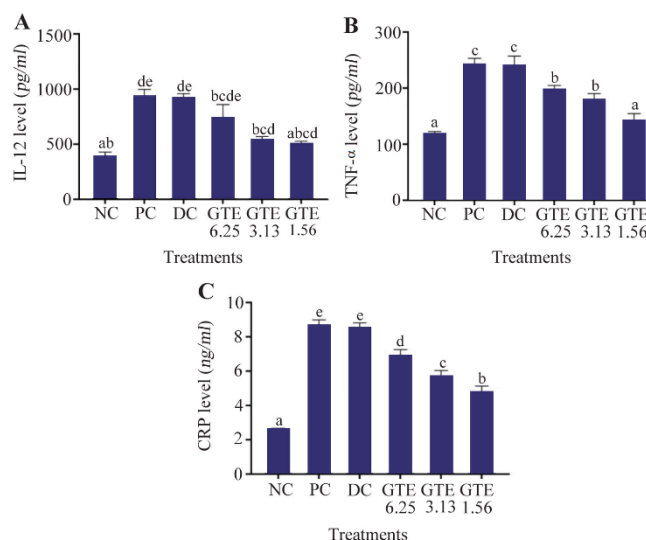 A
IL-12 level (pg/ml)
1500
1000
500
0
ab
de
de
bcde
bcd
abcd
NC PC DC GTE GTE GTE
6.25 3.13 1.56
Treatments
B
TNF-α level (pg/ml)
300
200
100
0
a
c
c
b
b
a
NC PC DC GTE GTE GTE
6.25 3.13 1.56
Treatments
C
CRP level (ng/ml)
10
8
6
4
2
0
a
e
e
d
c
b
NC PC DC GTE GTE GTE
6.25 3.13 1.56
Treatments